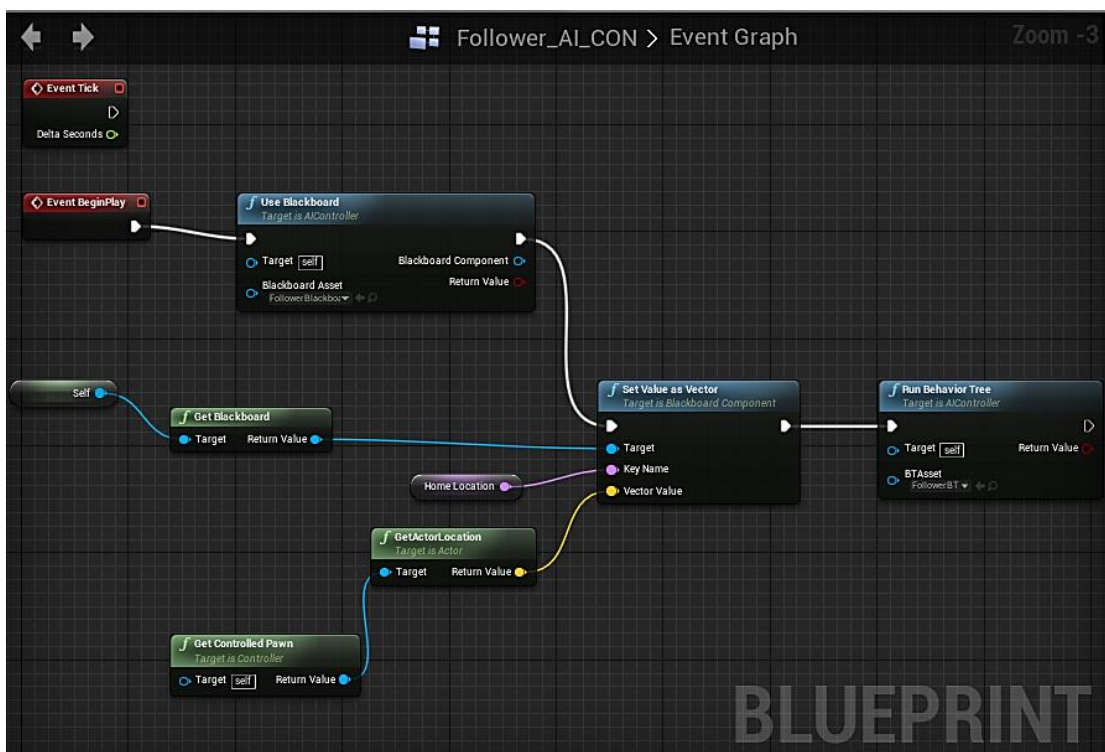 Follower_AI_CON > Event Graph
Zoom -3
Event Tick
Delta Seconds
Event BeginPlay
Use Blackboard
Target is AIController
Target self
Blackboard Component
Blackboard Asset
FollowerBlackboa
Return Value
Self
Get Blackboard
Target Return Value
Set Value as Vector
Target is Blackboard Component
Target
Key Name
Vector Value
Home Location
Run Behavior Tree
Target is AIController
Target self
Return Value
BTAsset
FollowerBT
GetActorLocation
Target is Actor
Target Return Value
Get Controlled Pawn
Target is Controller
Target self Return Value
BLUEPRINT